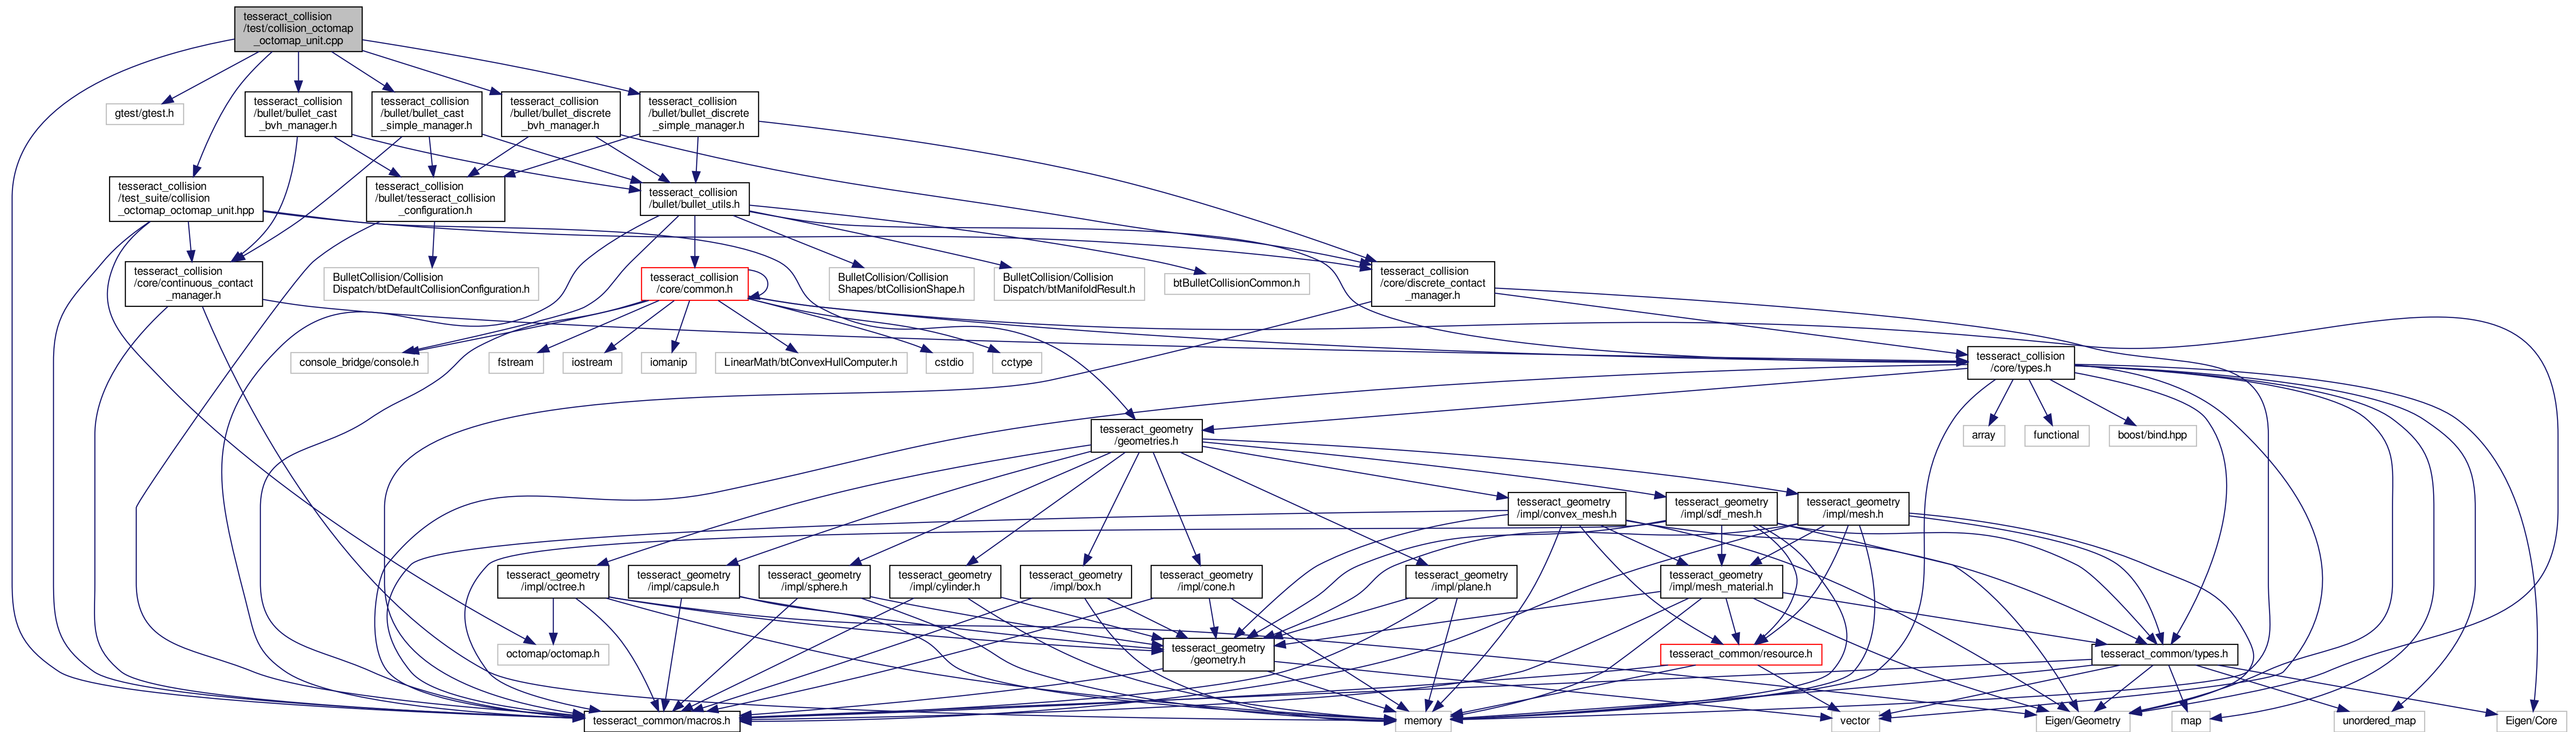 tesseract_collision
/test/collision_octomap
_octomap_unit.cpp
gtest/gtest.h
tesseract_collision
/bullet/bullet_cast
_bvh_manager.h
tesseract_collision
/bullet/bullet_cast
_simple_manager.h
tesseract_collision
/bullet/bullet_discrete
_bvh_manager.h
tesseract_collision
/bullet/bullet_discrete
_simple_manager.h
tesseract_collision
/test_suite/collision
_octomap_octomap_unit.hpp
tesseract_collision
/bullet/tesseract_collision
_configuration.h
tesseract_collision
/bullet/bullet_utils.h
tesseract_collision
/core/continuous_contact
_manager.h
BulletCollision/Collision
Dispatch/btDefaultCollisionConfiguration.h
tesseract_collision
/core/common.h
BulletCollision/Collision
Shapes/btCollisionShape.h
BulletCollision/Collision
Dispatch/btManifoldResult.h
btBulletCollisionCommon.h
tesseract_collision
/core/discrete_contact
_manager.h
console_bridge/console.h
fstream
iostream
iomanip
LinearMath/btConvexHullComputer.h
cstdio
cctype
tesseract_collision
/core/types.h
tesseract_geometry
/geometries.h
array
functional
boost/bind.hpp
tesseract_geometry
/impl/convex_mesh.h
tesseract_geometry
/impl/sdf_mesh.h
tesseract_geometry
/impl/mesh.h
tesseract_geometry
/impl/octree.h
tesseract_geometry
/impl/capsule.h
tesseract_geometry
/impl/sphere.h
tesseract_geometry
/impl/cylinder.h
tesseract_geometry
/impl/box.h
tesseract_geometry
/impl/cone.h
tesseract_geometry
/impl/plane.h
tesseract_geometry
/impl/mesh_material.h
octomap/octomap.h
tesseract_geometry
/geometry.h
tesseract_common/resource.h
tesseract_common/types.h
tesseract_common/macros.h
memory
vector
Eigen/Geometry
map
unordered_map
Eigen/Core